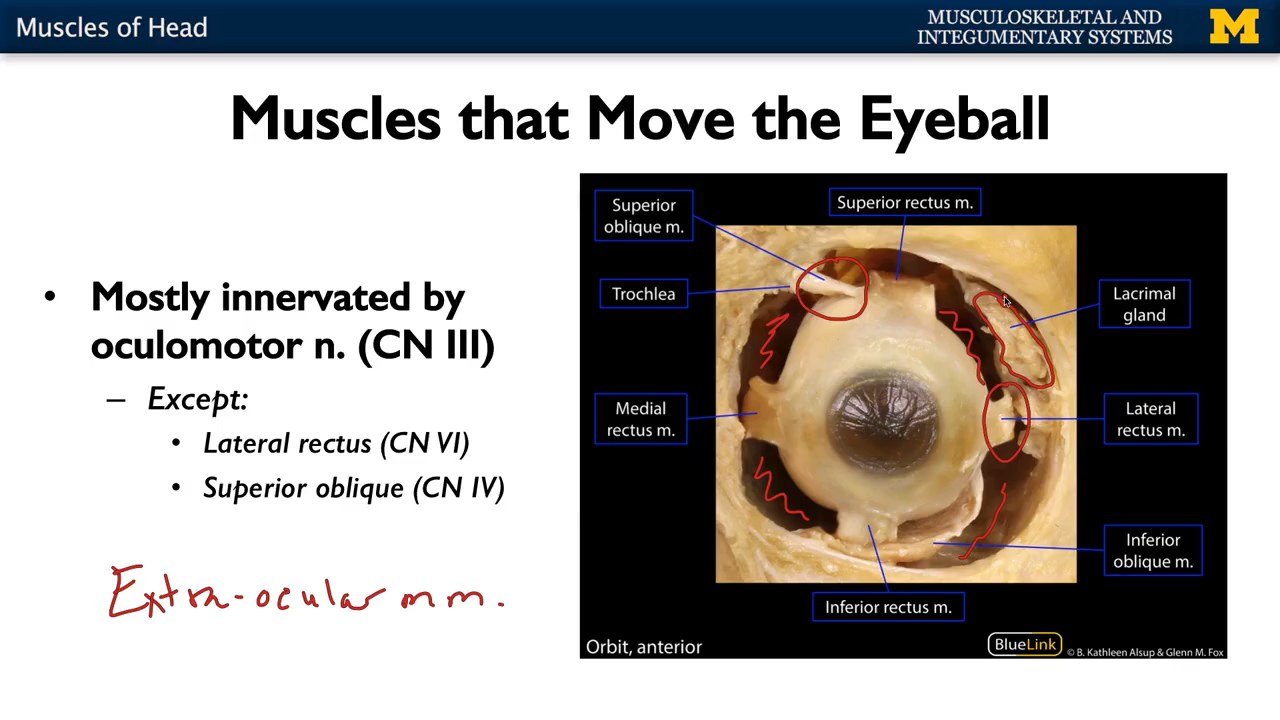 Muscles of Head
MUSCULOSKELETAL AND
INTEGUMENTARY SYSTEMS
M
Muscles that Move the Eyeball
• Mostly innervated by
oculomotor n. (CN III)
– Except:
• Lateral rectus (CN VI)
• Superior oblique (CN IV)
Extra-ocular mm.
Superior
oblique m.
Superior rectus m.
Trochlea
Lacrimal
gland
Medial
rectus m.
Lateral
rectus m.
Inferior
oblique m.
Inferior rectus m.
Orbit, anterior
BlueLink
© B. Kathleen Alsup & Glenn M. Fox